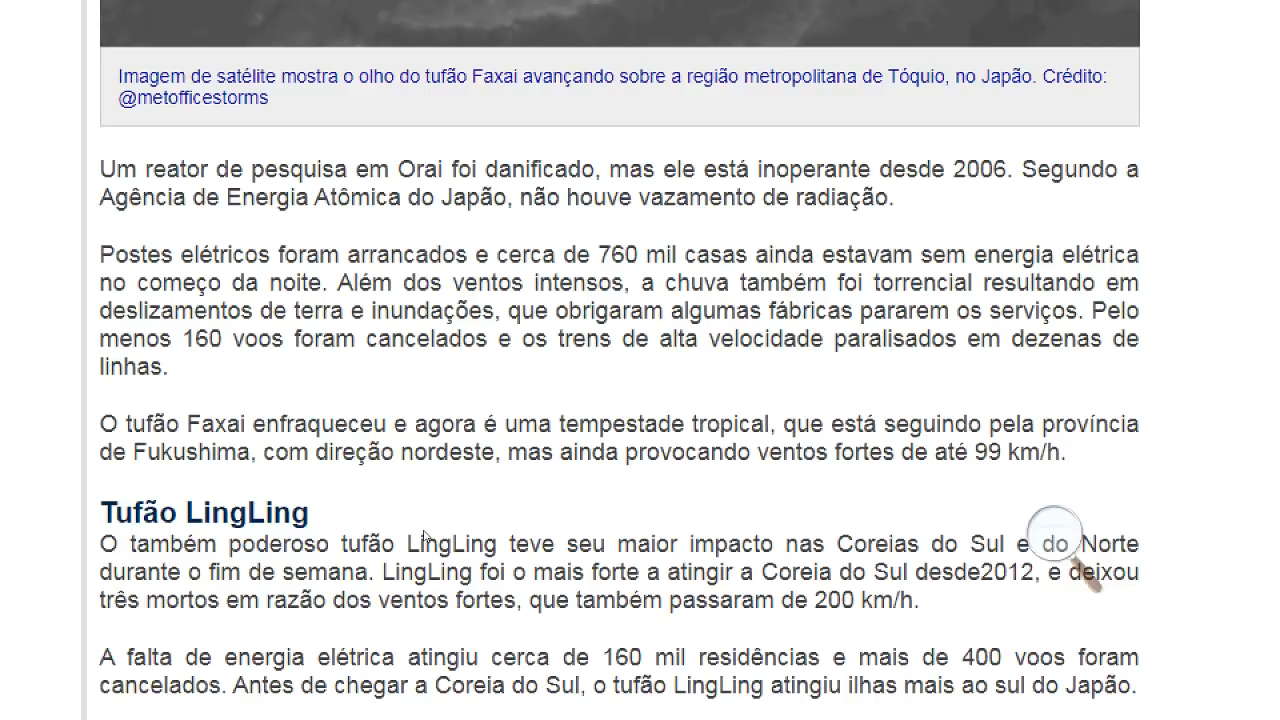 Imagem de satélite mostra o olho do tufão Faxai avançando sobre a região metropolitana de Tóquio, no Japão. Crédito:
@metofficestorms
Um reator de pesquisa em Orai foi danificado, mas ele está inoperante desde 2006. Segundo a
Agência de Energia Atômica do Japão, não houve vazamento de radiação.
Postes elétricos foram arrancados e cerca de 760 mil casas ainda estavam sem energia elétrica
no começo da noite. Além dos ventos intensos, a chuva também foi torrencial resultando em
deslizamentos de terra e inundações, que obrigaram algumas fábricas pararem os serviços. Pelo
menos 160 voos foram cancelados e os trens de alta velocidade paralisados em dezenas de
linhas.
O tufão Faxai enfraqueceu e agora é uma tempestade tropical, que está seguindo pela província
de Fukushima, com direção nordeste, mas ainda provocando ventos fortes de até 99 km/h.
Tufão LingLing
O também poderoso tufão LingLing teve seu maior impacto nas Coreias do Sul e do Norte
durante o fim de semana. LingLing foi o mais forte a atingir a Coreia do Sul desde2012, e deixou
três mortos em razão dos ventos fortes, que também passaram de 200 km/h.
A falta de energia elétrica atingiu cerca de 160 mil residências e mais de 400 voos foram
cancelados. Antes de chegar a Coreia do Sul, o tufão LingLing atingiu ilhas mais ao sul do Japão.